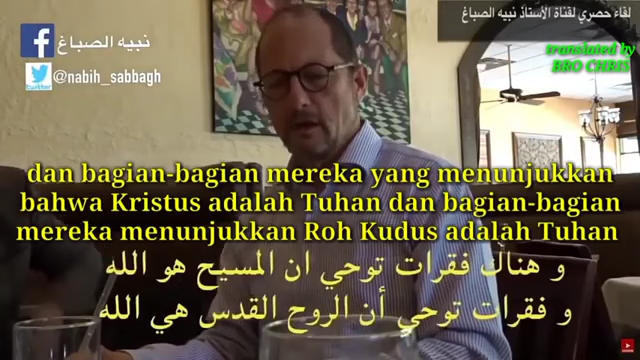 لقاء حصري لقناة الأستاذ نبيه الصباغ
نبيه الصباغ
@nabih_sabbagh
twitter
translated by
BRO CHRIS
dan bagian-bagian mereka yang menunjukkan
bahwa Kristus adalah Tuhan dan bagian-bagian
mereka menunjukkan Roh Kudus adalah Tuhan
و هناك فقرات توحي ان المسيح هو الله
و فقرات توحي أن الروح القدس هي الله